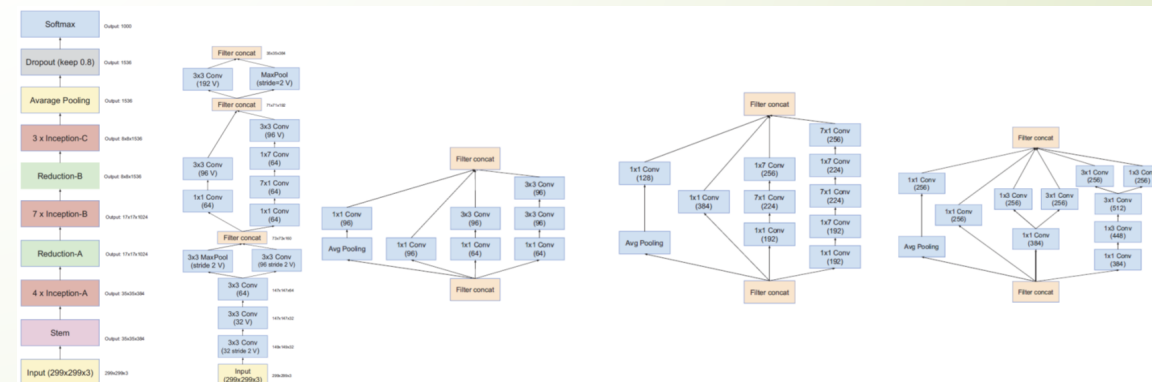 Softmax
Output: 1000
Dropout (keep 0.8)
Output: 1536
Avarage Pooling
Output: 1536
3 x Inception-C
Output: 8x8x1536
Reduction-B
Output: 8x8x1536
7 x Inception-B
Output: 17x17x1024
Reduction-A
Output: 17x17x1024
4 x Inception-A
Output: 35x35x384
Stem
Output: 35x35x384
Input (299x299x3)
299x299x3
Filter concat
35x35x384
3x3 Conv
(192 V)
MaxPool
(stride=2 V)
Filter concat
71x71x192
3x3 Conv
(96 V)
1x7 Conv
(64)
3x3 Conv
(96 V)
7x1 Conv
(64)
1x1 Conv
(64)
1x1 Conv
(64)
Filter concat
73x73x160
3x3 MaxPool
(stride 2 V)
3x3 Conv
(96 stride 2 V)
3x3 Conv
(64)
147x147x64
3x3 Conv
(32 V)
147x147x32
3x3 Conv
(32 stride 2 V)
149x149x32
Input
(299x299x3)
299x299x3
Filter concat
3x3 Conv
(96)
1x1 Conv
(96)
3x3 Conv
(96)
3x3 Conv
(96)
Avg Pooling
1x1 Conv
(96)
1x1 Conv
(64)
1x1 Conv
(64)
Filter concat
Filter concat
7x1 Conv
(256)
1x1 Conv
(128)
1x7 Conv
(256)
1x7 Conv
(224)
1x1 Conv
(384)
7x1 Conv
(224)
7x1 Conv
(224)
Avg Pooling
1x1 Conv
(192)
1x7 Conv
(192)
1x1 Conv
(192)
Filter concat
Filter concat
1x1 Conv
(256)
3x1 Conv
(256)
1x3 Con
(256)
1x1 Conv
(256)
1x3 Conv
(256)
3x1 Conv
(256)
3x1 Conv
(512)
Avg Pooling
1x1 Conv
(384)
1x3 Conv
(448)
1x1 Conv
(384)
Filter concat